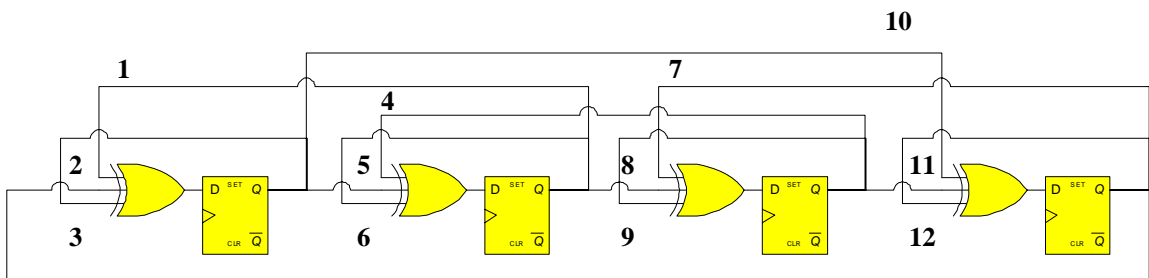 10
1 7
4
2 5 8 11
D SET Q D SET Q D SET Q D SET Q
3 6 9 12
CLR Q CLR Q CLR Q CLR Q